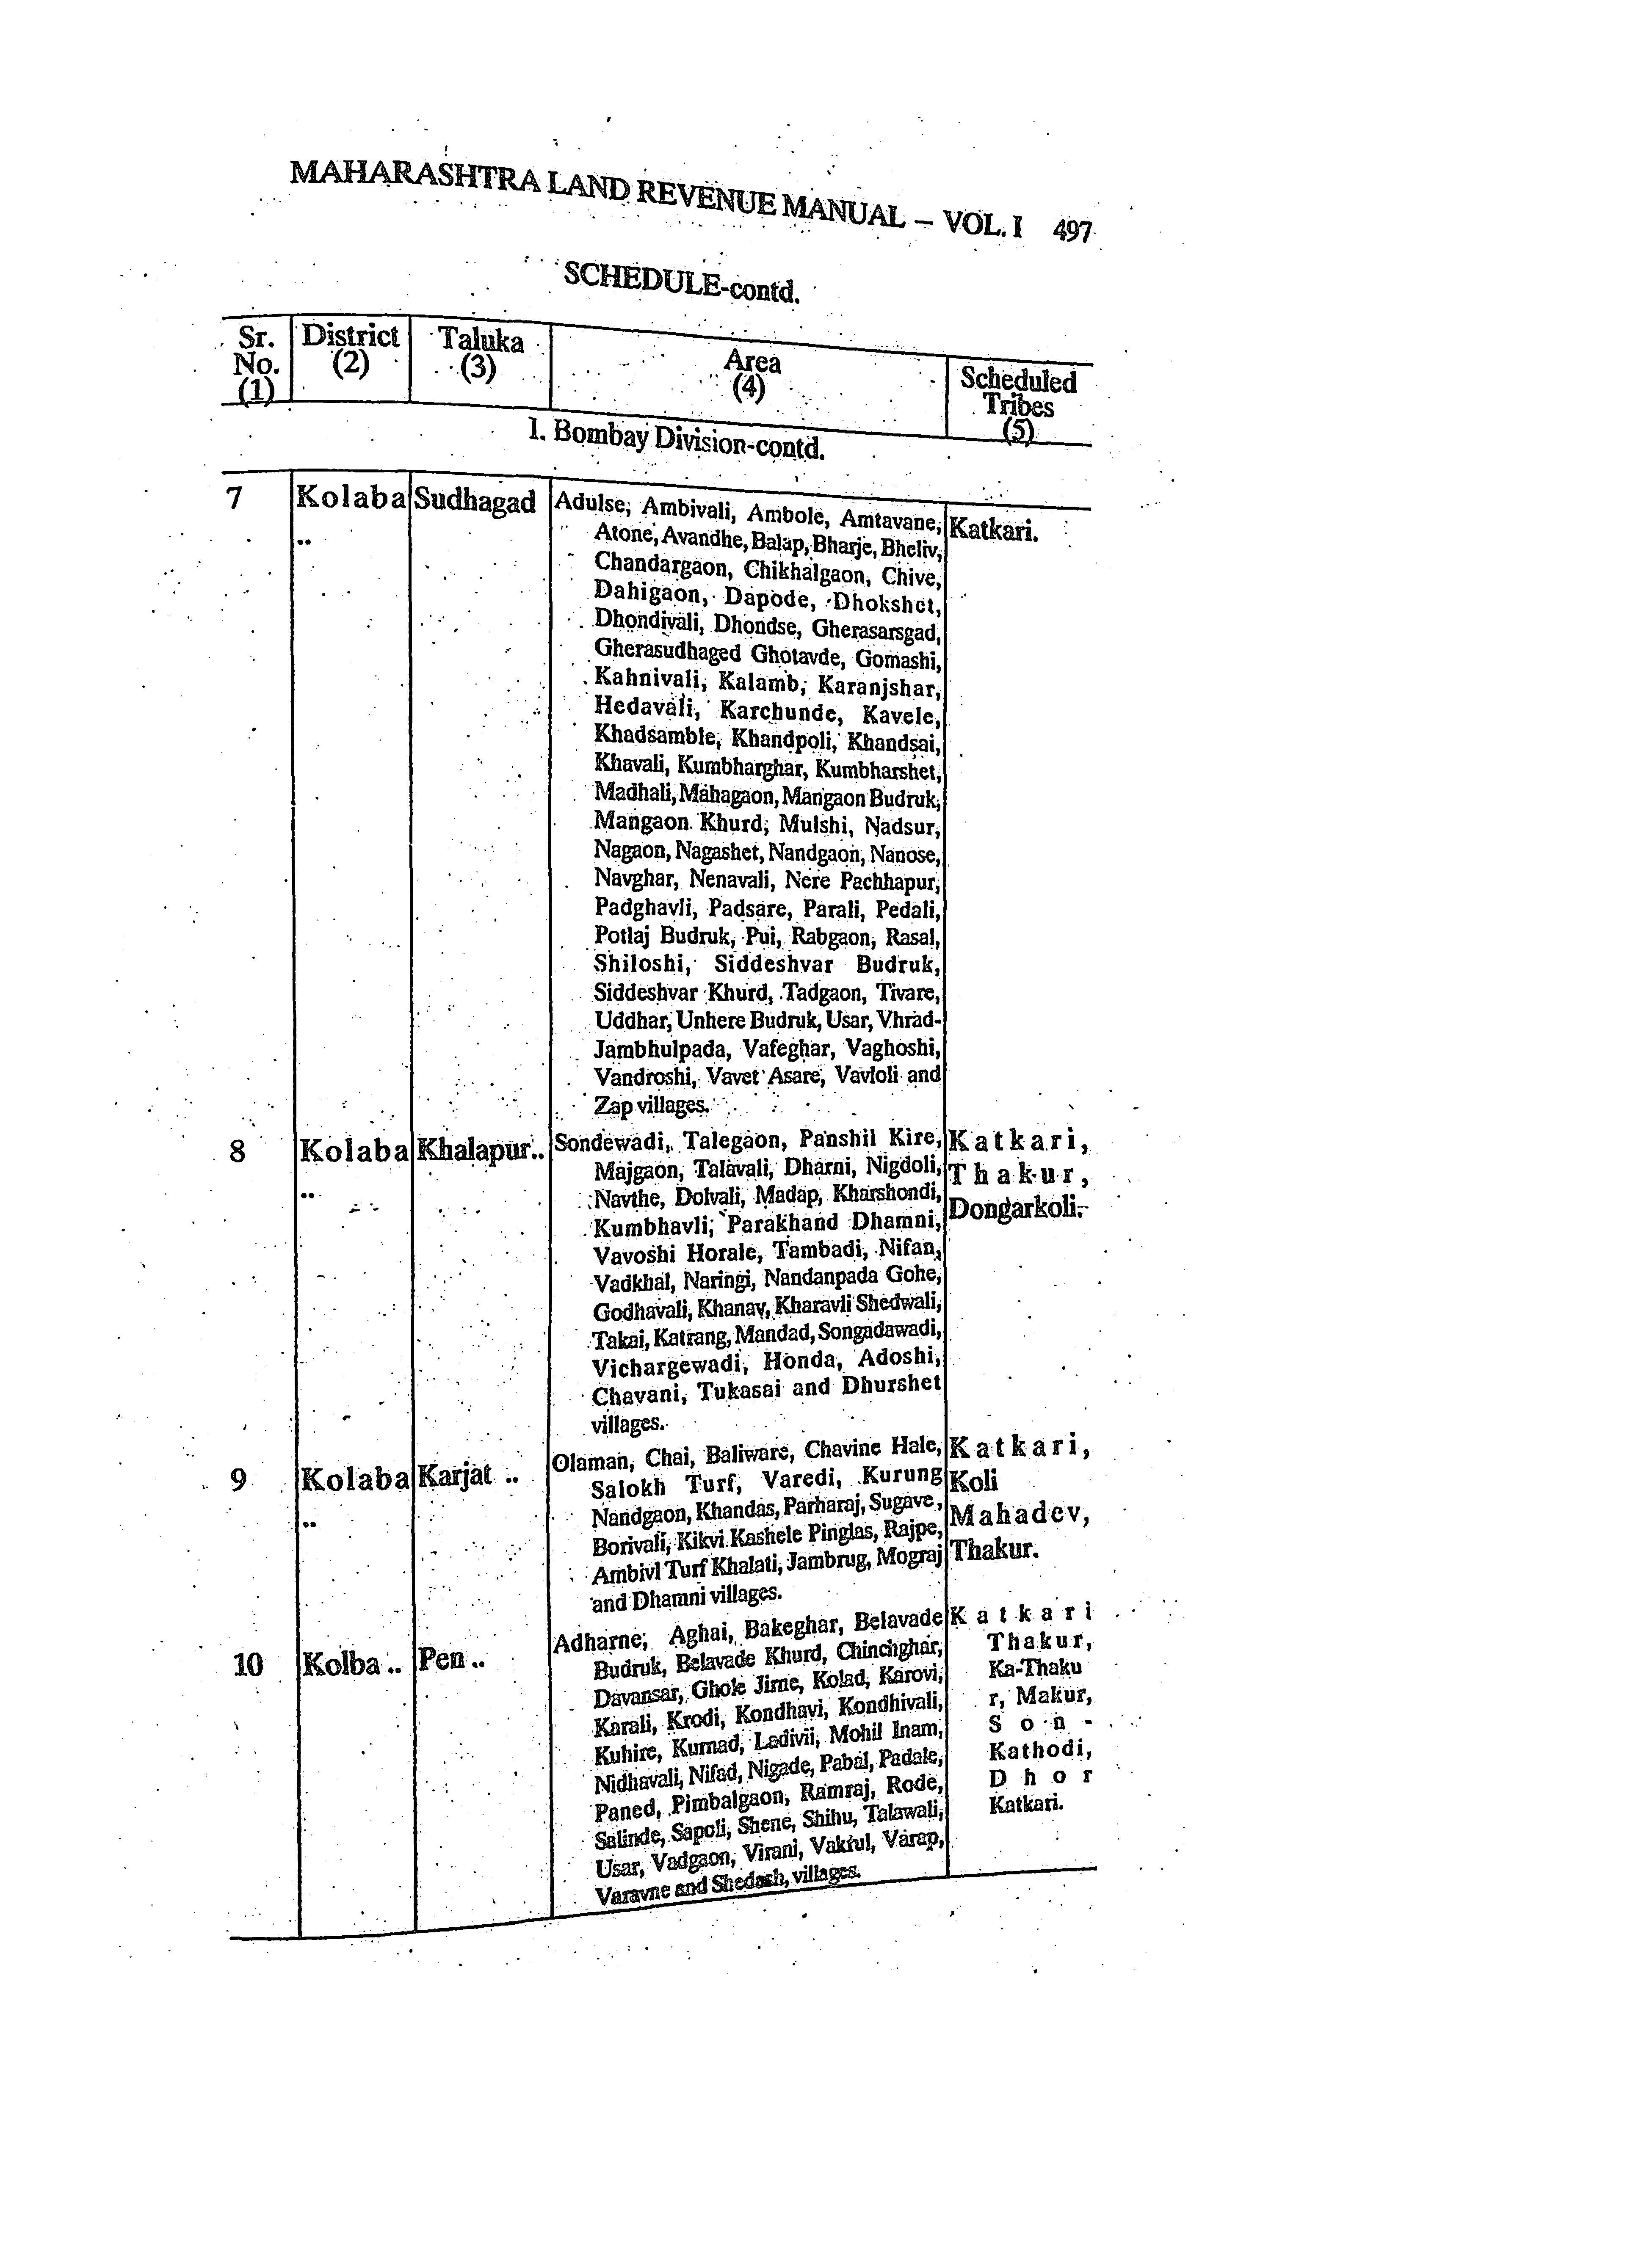 MAHARASHTRA LAND REVENUE MANUAL – VOL. I 497
SCHEDULE-contd.
Sr. No. (1) District (2) Taluka (3) Area (4) Scheduled Tribes (5)
1. Bombay Division-contd.
7 Kolaba .. Sudhagad Adulse, Ambivali, Ambole, Amtavane, Katkari.
Atone, Avandhe, Balap, Bharje, Bheliv,
Chandargaon, Chikhalgaon, Chive,
Dahigaon, Dapode, Dhokshet,
Dhondivali, Dhondse, Gherasarsgad,
Gherasudhaged Ghotavde, Gomashi,
Kahnivali, Kalamb, Karanjshar,
Hedavali, Karchunde, Kavele,
Khadsamble, Khandpoli, Khandsai,
Khavali, Kumbharghar, Kumbharshet,
Madhali, Mahagaon, Mangaon Budruk,
Mangaon Khurd, Mulshi, Nadsur,
Nagaon, Nagashet, Nandgaon, Nanose,
Navghar, Nenavali, Nere Pachhapur,
Padghavli, Padsare, Parali, Pedali,
Potlaj Budruk, Pui, Rabgaon, Rasal,
Shiloshi, Siddeshvar Budruk,
Siddeshvar Khurd, Tadgaon, Tivare,
Uddhar, Unhere Budruk, Usar, Vhrad-
Jambhulpada, Vafeghar, Vaghoshi,
Vandroshi, Vavet Asare, Vavloli and
Zap villages.
8 Kolaba .. Khalapur.. Sondewadi, Talegaon, Panshil Kire, Katkari,
Majgaon, Talavali, Dharni, Nigdoli, Thakur,
Navthe, Dolvali, Madap, Kharshondi, Dongarkoli.
Kumbhavli, Parakhand Dhamni,
Vavoshi Horale, Tambadi, Nifan,
Vadkhal, Naringi, Nandanpada Gohe,
Godhavali, Khanav, Kharavli Shedwali,
Takai, Katrang, Mandad, Songadawadi,
Vichargewadi, Honda, Adoshi,
Chavani, Tukasai and Dhurshet
villages.
9 Kolaba .. Karjat .. Olaman, Chai, Baliware, Chavine Hale, Katkari,
Salokh Turf, Varedi, Kurung Koli
Nandgaon, Khandas, Parharaj, Sugave, Mahadev,
Borivali, Kikvi Kashele Pinglas, Rajpe, Thakur.
Ambivl Turf Khalati, Jambrug, Mograj
and Dhamni villages.
10 Kolba .. Pen .. Adharne, Aghai, Bakeghar, Belavade Katkari
Budruk, Belavade Khurd, Chinchghar, Thakur,
Davansar, Ghole Jirne, Kolad, Karovi, Ka-Thaku
Karali, Krodi, Kondhavi, Kondhivali, r, Makur,
Kuhire, Kurnad, Ladivii, Mohil Inam, Son-
Nidhavali, Nifad, Nigade, Pabal, Padale, Kathodi,
Paned, Pimbalgaon, Ramraj, Rode, Dhor
Salinde, Sapoli, Shene, Shihu, Talawali, Katkari.
Usar, Vadgaon, Virani, Vakrul, Varap,
Varavne and Shedash, villages.